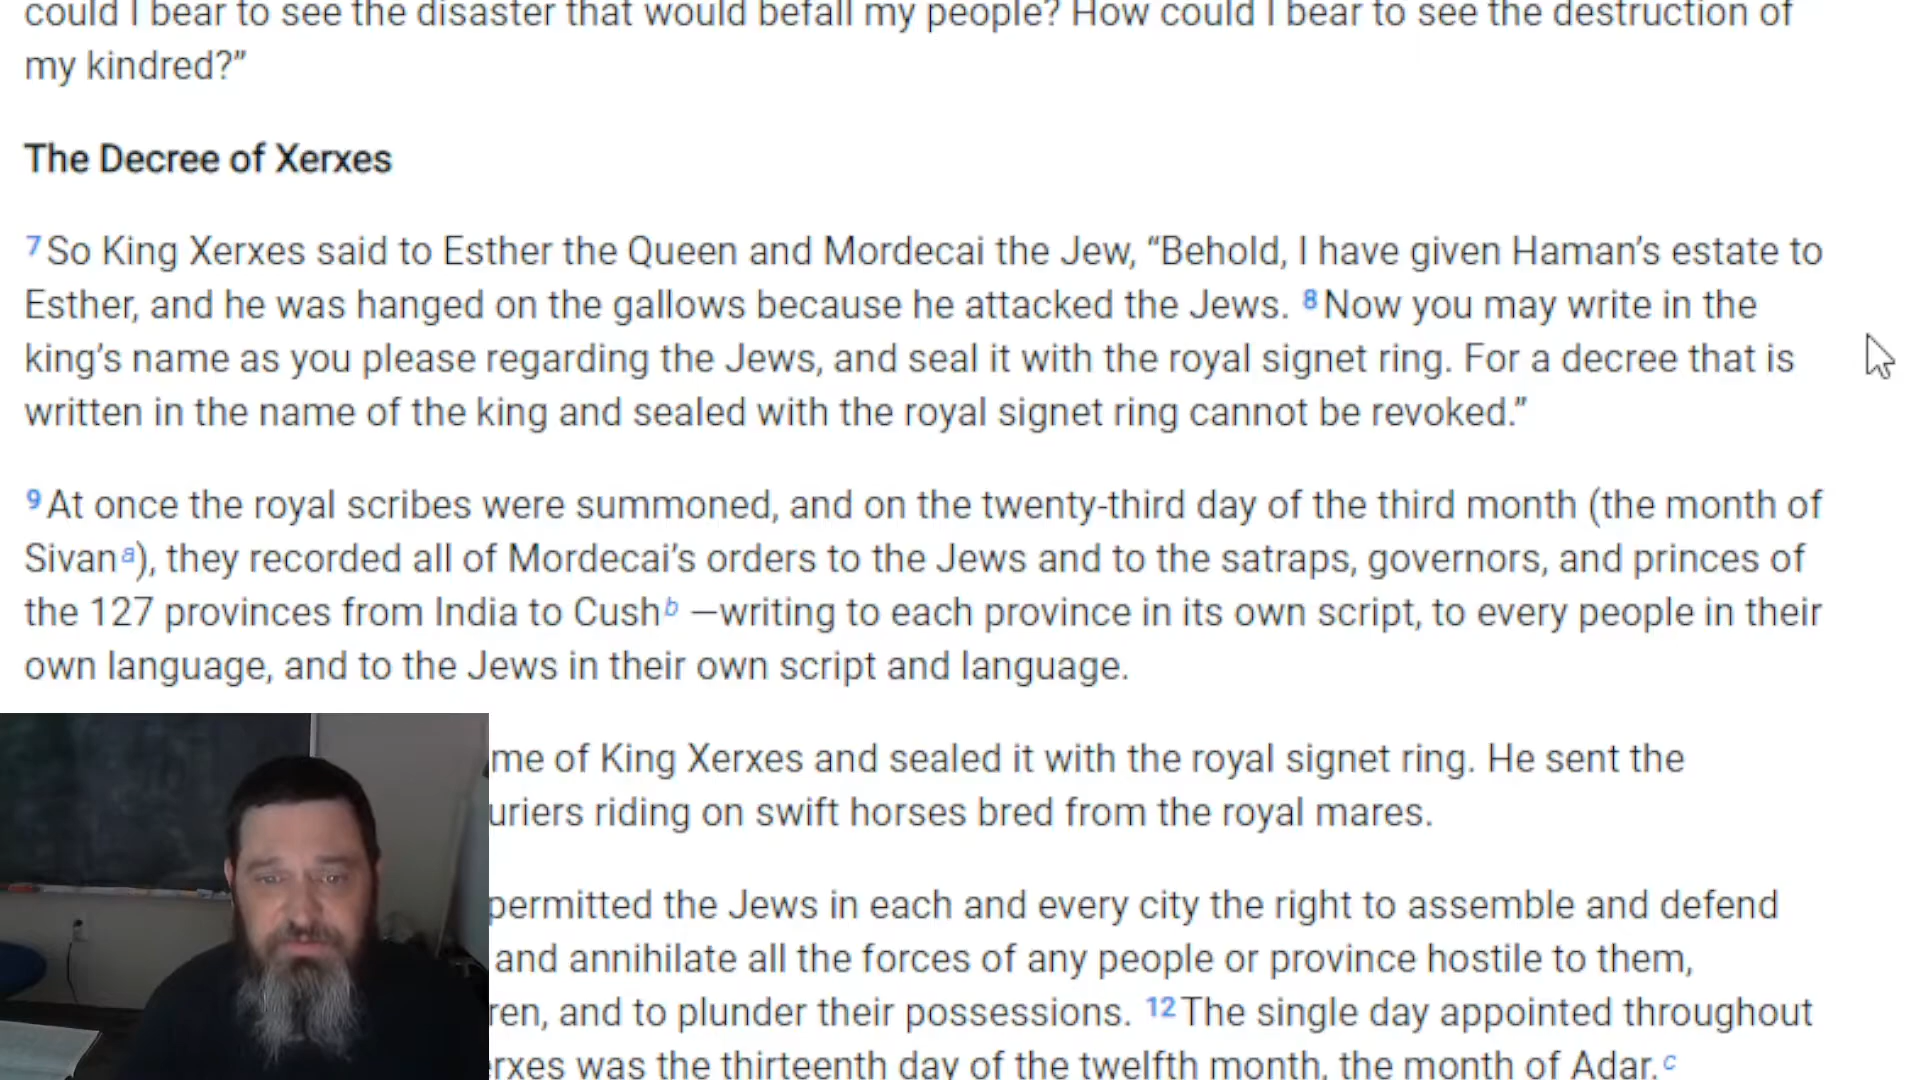 could I bear to see the disaster that would befall my people? How could I bear to see the destruction of
my kindred?”
The Decree of Xerxes
7 So King Xerxes said to Esther the Queen and Mordecai the Jew, “Behold, I have given Haman’s estate to
Esther, and he was hanged on the gallows because he attacked the Jews. 8 Now you may write in the
king’s name as you please regarding the Jews, and seal it with the royal signet ring. For a decree that is
written in the name of the king and sealed with the royal signet ring cannot be revoked.”
9 At once the royal scribes were summoned, and on the twenty-third day of the third month (the month of
Sivan a), they recorded all of Mordecai’s orders to the Jews and to the satraps, governors, and princes of
the 127 provinces from India to Cush b —writing to each province in its own script, to every people in their
own language, and to the Jews in their own script and language.
me of King Xerxes and sealed it with the royal signet ring. He sent the
uriers riding on swift horses bred from the royal mares.
permitted the Jews in each and every city the right to assemble and defend
and annihilate all the forces of any people or province hostile to them,
ren, and to plunder their possessions. 12 The single day appointed throughout
erxes was the thirteenth day of the twelfth month, the month of Adar. c